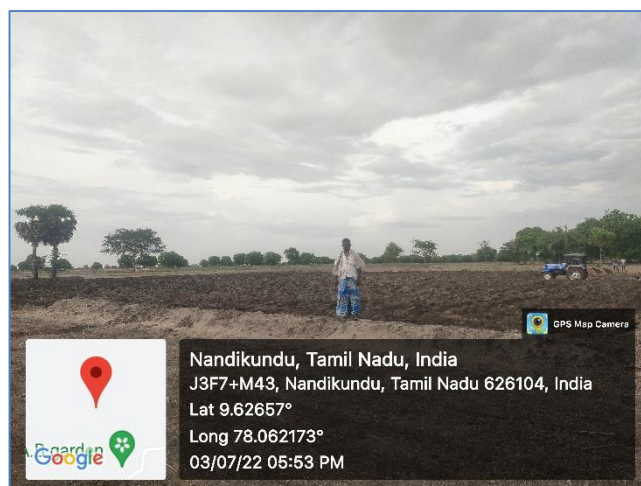 GPS Map Camera
Nandikundu, Tamil Nadu, India
J3F7+M43, Nandikundu, Tamil Nadu 626104, India
Lat 9.62657°
Long 78.062173°
03/07/22 05:53 PM
garden
Google